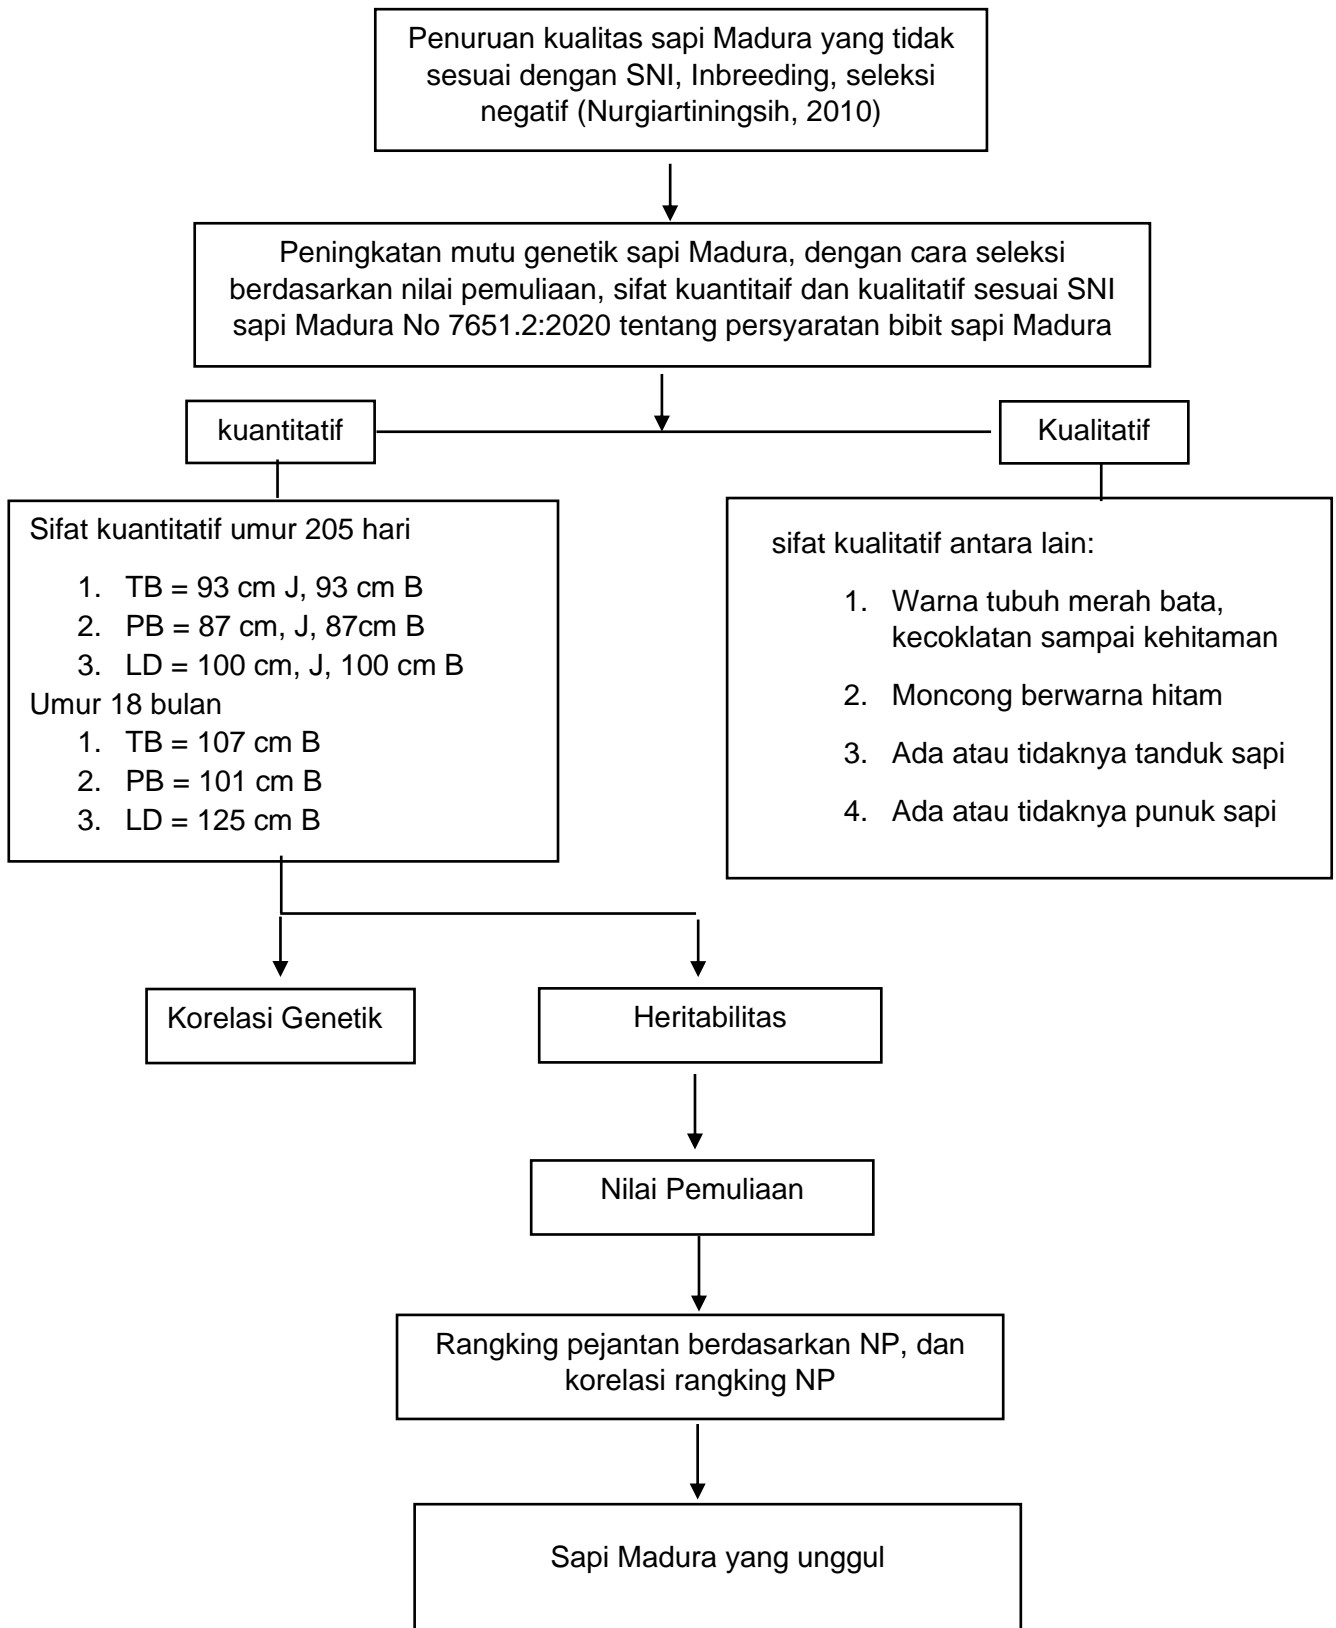 Penuruan kualitas sapi Madura yang tidak
sesuai dengan SNI, Inbreeding, seleksi
negatif (Nurgiartiningsih, 2010)
Peningkatan mutu genetik sapi Madura, dengan cara seleksi
berdasarkan nilai pemuliaan, sifat kuantitaif dan kualitatif sesuai SNI
sapi Madura No 7651.2:2020 tentang persyaratan bibit sapi Madura
kuantitatif
Kualitatif
Sifat kuantitatif umur 205 hari
1. TB = 93 cm J, 93 cm B
2. PB = 87 cm, J, 87cm B
3. LD = 100 cm, J, 100 cm B
Umur 18 bulan
1. TB = 107 cm B
2. PB = 101 cm B
3. LD = 125 cm B
sifat kualitatif antara lain:
1. Warna tubuh merah bata,
kecoklatan sampai kehitaman
2. Moncong berwarna hitam
3. Ada atau tidaknya tanduk sapi
4. Ada atau tidaknya punuk sapi
Korelasi Genetik
Heritabilitas
Nilai Pemuliaan
Rangking pejantan berdasarkan NP, dan
korelasi rangking NP
Sapi Madura yang unggul